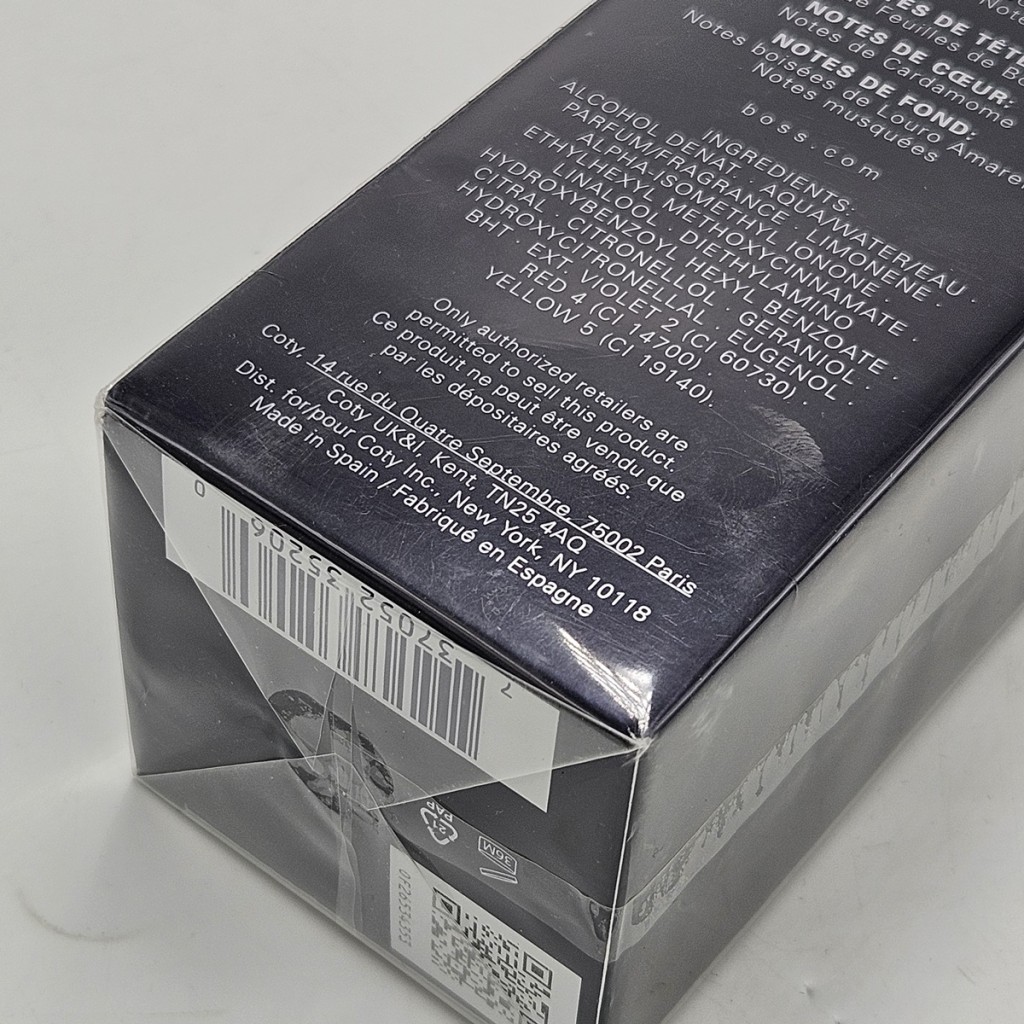 Notes
NOTES DE TÊTE
Feuilles de
NOTES DE CŒUR:
Notes de Cardamome
NOTES DE FOND:
Notes boisées de Louro Amare
Notes musquées
boss.com
INGREDIENTS:
ALCOHOL DENAT. · AQUA/WATER/EAU ·
PARFUM/FRAGRANCE · LIMONENE ·
ALPHA-ISOMETHYL IONONE ·
ETHYLHEXYL METHOXYCINNAMATE ·
LINALOOL · DIETHYLAMINO
HYDROXYBENZOYL HEXYL BENZOATE ·
CITRAL · CITRONELLOL · GERANIOL ·
HYDROXYCITRONELLAL · EUGENOL ·
BHT · EXT. VIOLET 2 (CI 60730) ·
RED 4 (CI 14700) ·
YELLOW 5 (CI 19140).
Only authorized retailers are
permitted to sell this product.
Ce produit ne peut être vendu que
par les dépositaires agréés.
Coty, 14 rue du Quatre Septembre, 75002 Paris
Coty UK&I, Kent, TN25 4AQ
Dist. for/pour Coty Inc., New York, NY 10118
Made in Spain / Fabriqué en Espagne
0 35206 37052 7
21
PAP
36M